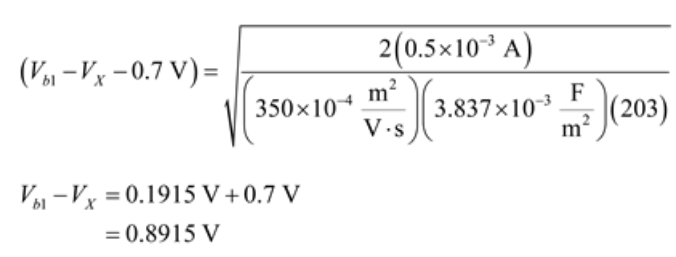 (V_{b1} − V_X − 0.7 V) = √(2(0.5×10⁻³ A) / ((350×10⁻⁴ m²/V·s)(3.837×10⁻³ F/m²)(203)))
V_{b1} − V_X = 0.1915 V + 0.7 V
= 0.8915 V